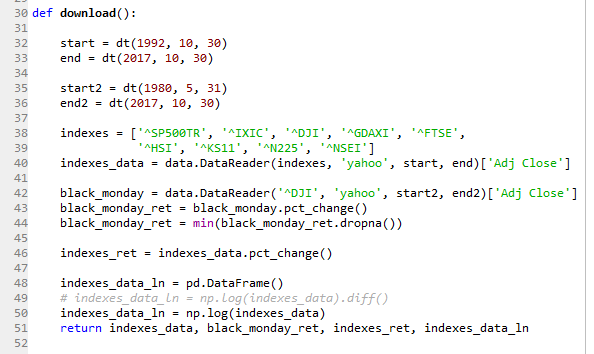 30 def download():
31
32     start = dt(1992, 10, 30)
33     end = dt(2017, 10, 30)
34
35     start2 = dt(1980, 5, 31)
36     end2 = dt(2017, 10, 30)
37
38     indexes = ['^SP500TR', '^IXIC', '^DJI', '^GDAXI', '^FTSE',
39                '^HSI', '^KS11', '^N225', '^NSEI']
40     indexes_data = data.DataReader(indexes, 'yahoo', start, end)['Adj Close']
41
42     black_monday = data.DataReader('^DJI', 'yahoo', start2, end2)['Adj Close']
43     black_monday_ret = black_monday.pct_change()
44     black_monday_ret = min(black_monday_ret.dropna())
45
46     indexes_ret = indexes_data.pct_change()
47
48     indexes_data_ln = pd.DataFrame()
49     # indexes_data_ln = np.log(indexes_data).diff()
50     indexes_data_ln = np.log(indexes_data)
51     return indexes_data, black_monday_ret, indexes_ret, indexes_data_ln
52